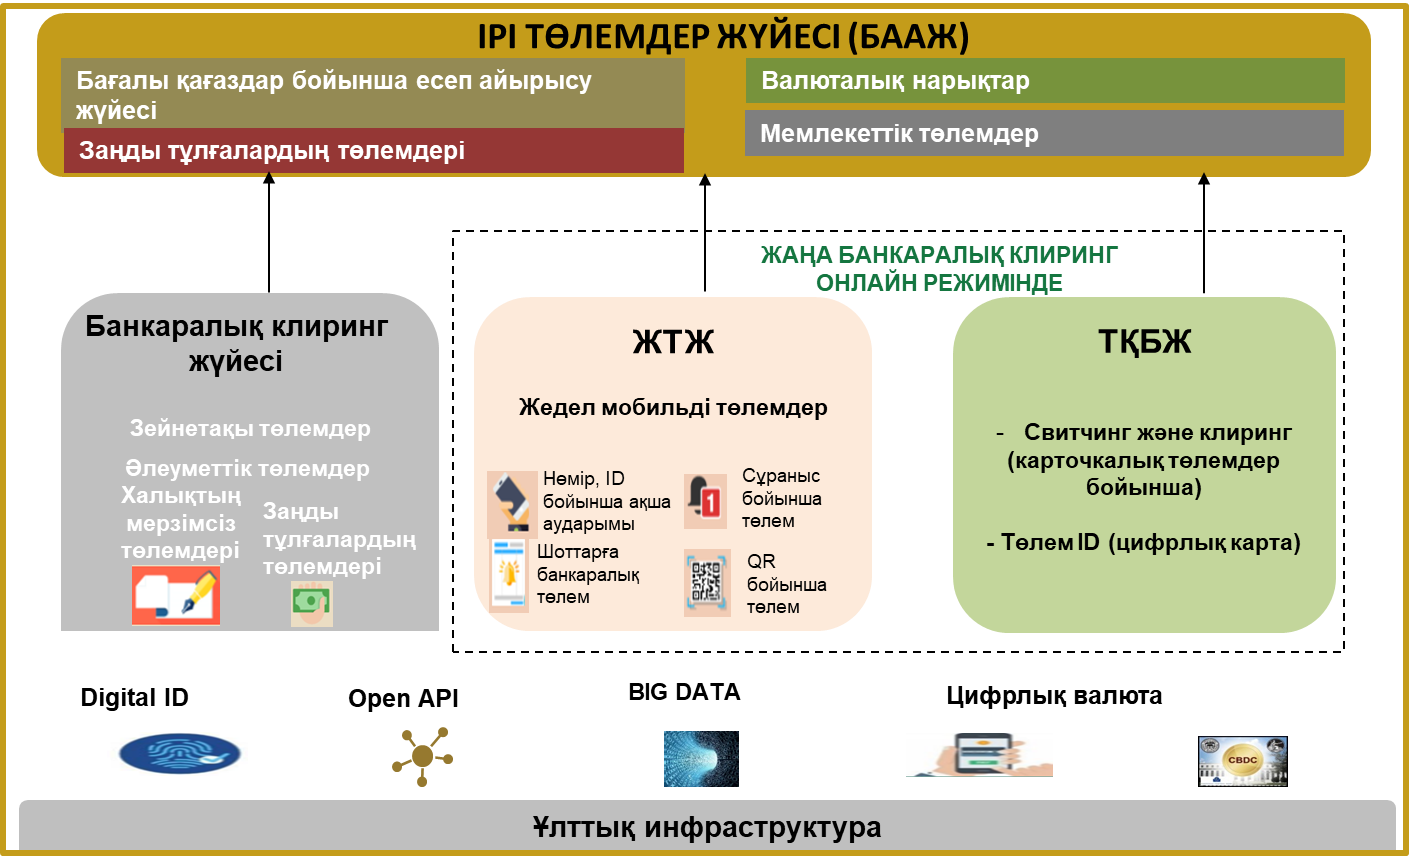 ІРІ ТӨЛЕМДЕР ЖҮЙЕСІ (БААЖ)
Бағалы қағаздар бойынша есеп айырысу
жүйесі
Заңды тұлғалардың төлемдері
Валюталық нарықтар
Мемлекеттік төлемдер
ЖАҢА БАНКАРАЛЫҚ КЛИРИНГ
ОНЛАЙН РЕЖИМІНДЕ
Банкаралық клиринг
жүйесі
Зейнетақы төлемдер
Әлеуметтік төлемдер
Халықтың
мерзімсіз
төлемдері
Заңды
тұлғалардың
төлемдері
ЖТЖ
Жедел мобильді төлемдер
Нөмір, ID
бойынша ақша
аударымы
Шоттарға
банкаралық
төлем
1
Сұраныс
бойынша
төлем
QR
бойынша
төлем
ТҚБЖ
- Свитчинг және клиринг
(карточкалық төлемдер
бойынша)
- Төлем ID (цифрлық карта)
Digital ID
Open API
BIG DATA
Цифрлық валюта
CBDC
Ұлттық инфраструктура